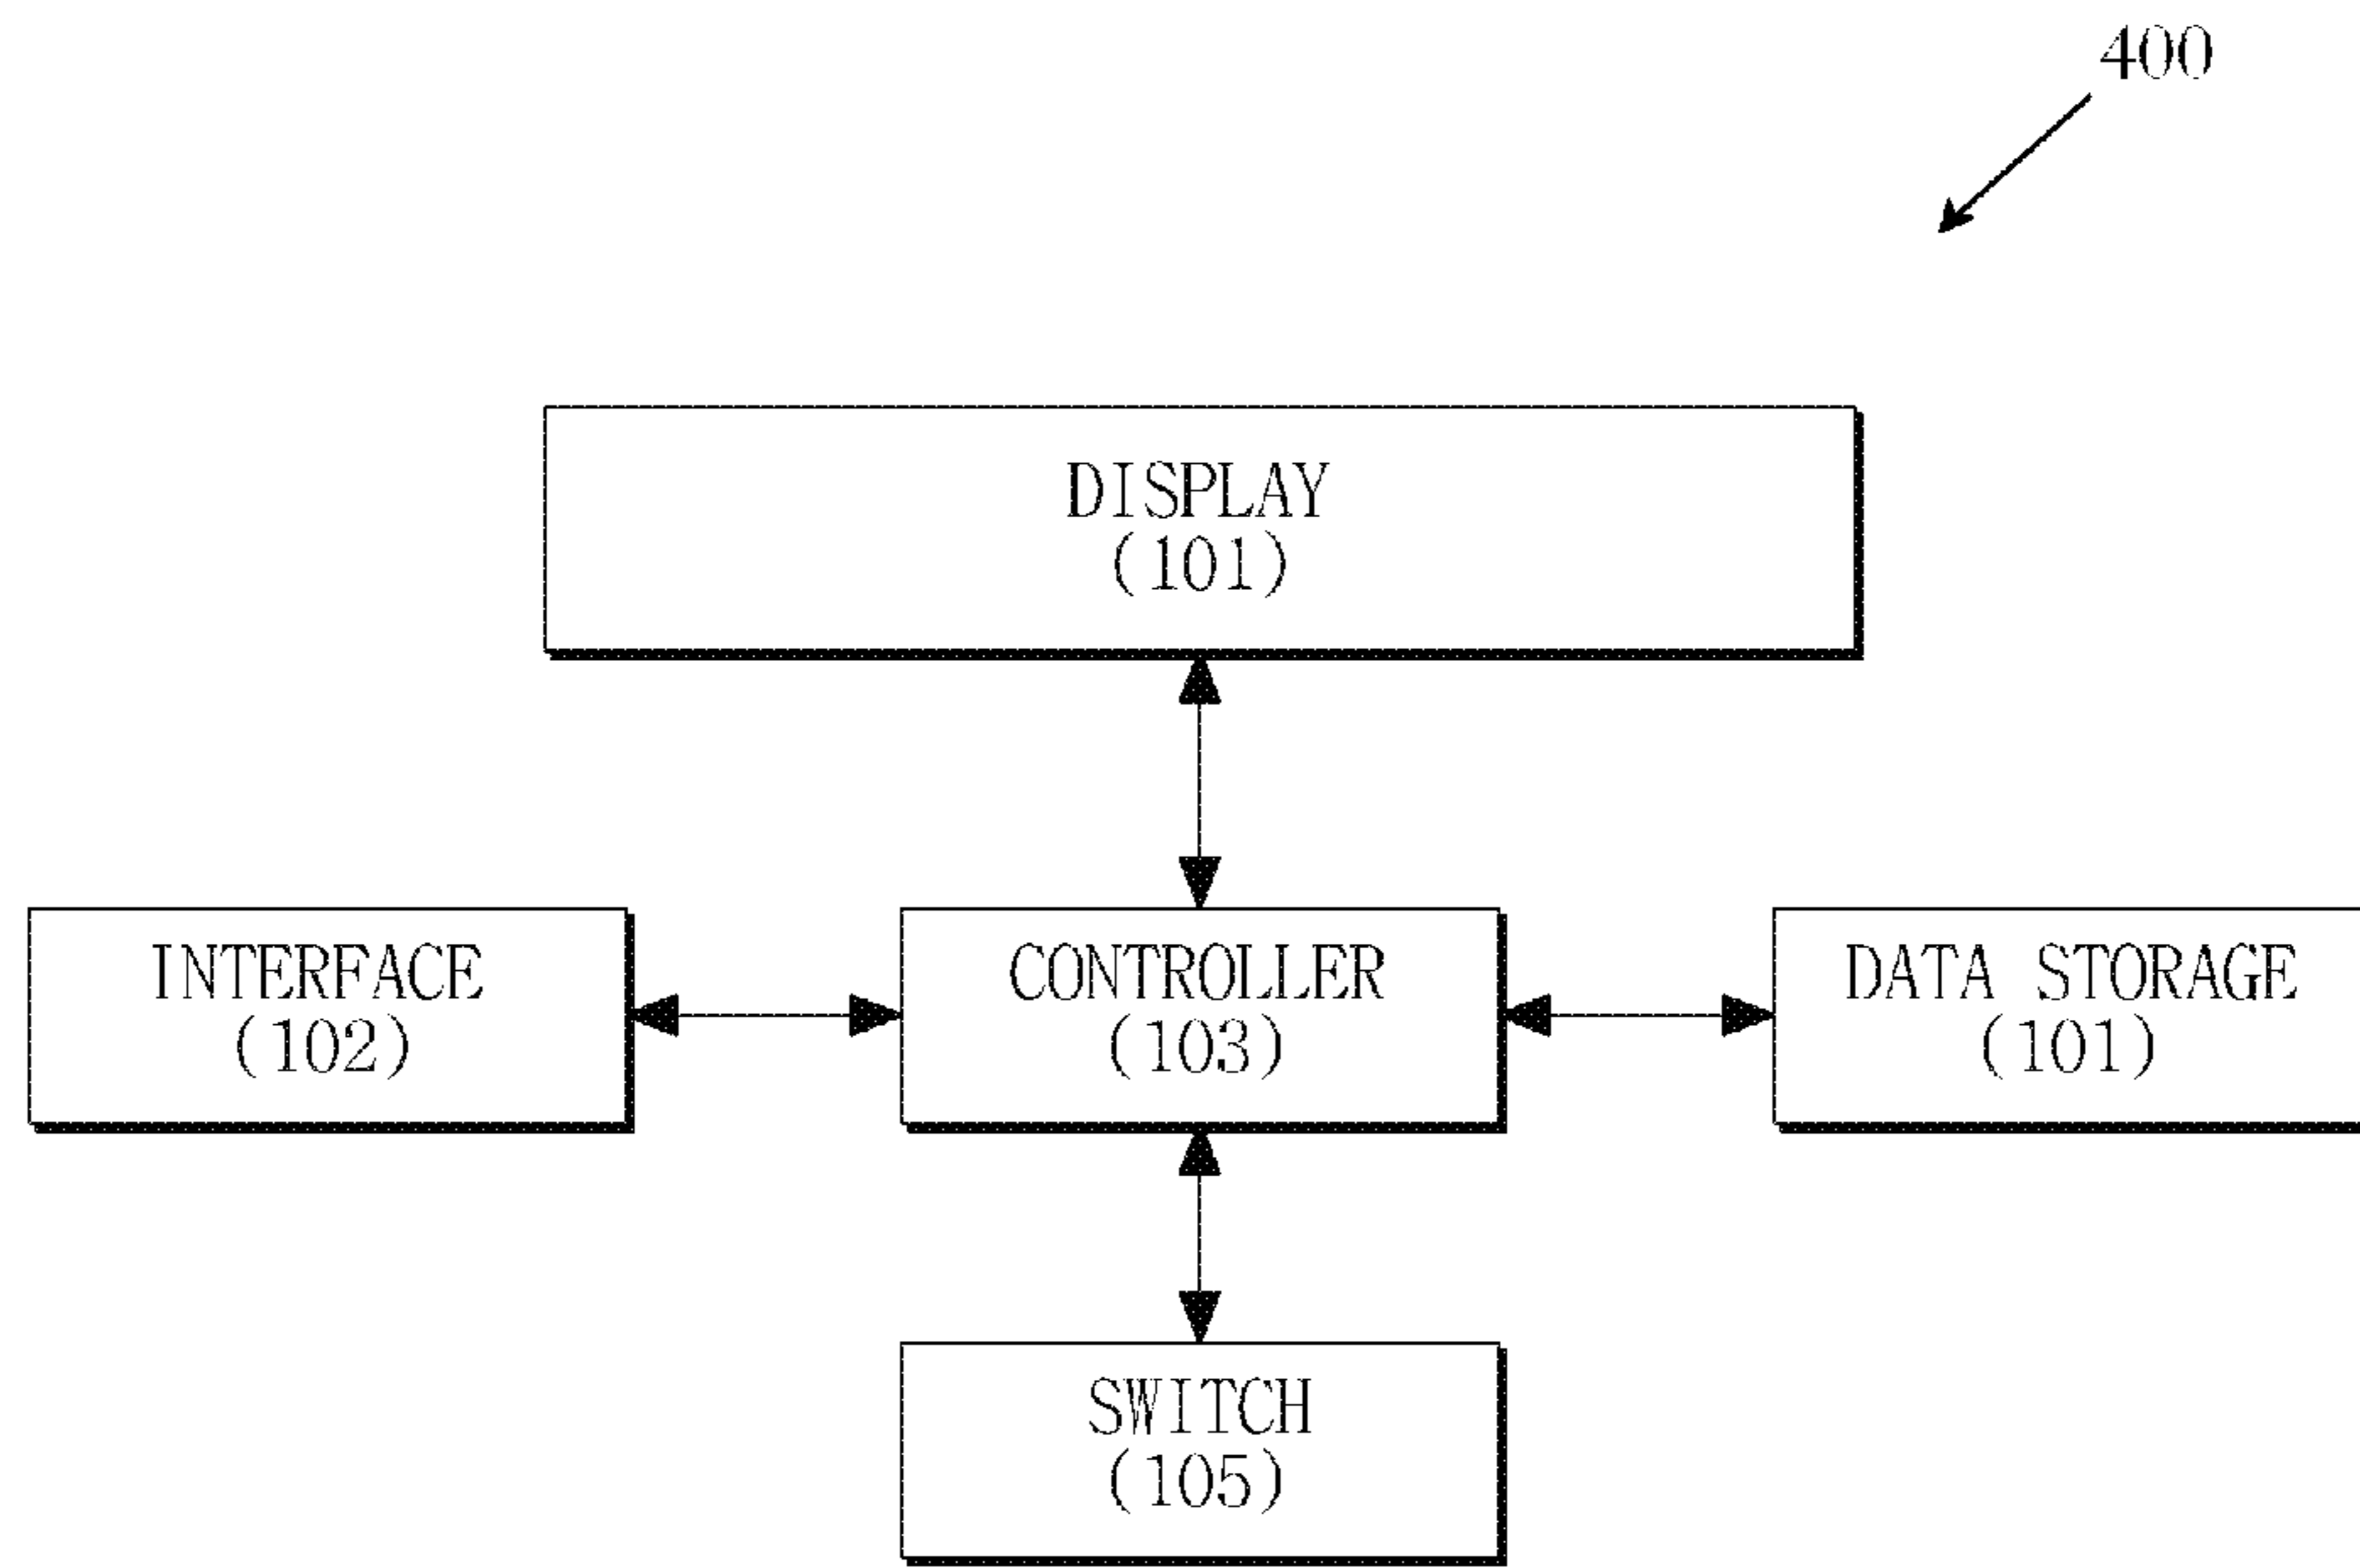 400
DISPLAY
(101)
INTERFACE
(102)
CONTROLLER
(103)
DATA STORAGE
(101)
SWITCH
(105)